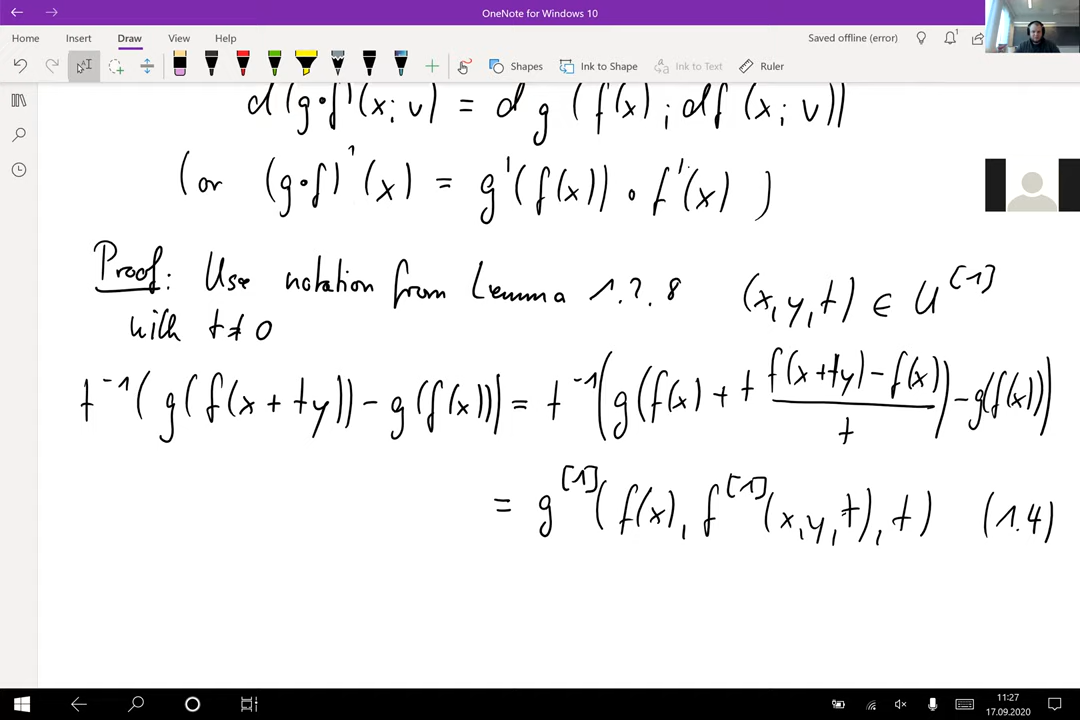 OneNote for Windows 10
Home Insert Draw View Help Saved offline (error)
Shapes Ink to Shape Ink to Text Ruler
d(g∘f)(x; v) = dg(f(x); df(x; v))
(or (g∘f)'(x) = g'(f(x)) ∘ f'(x))
Proof: Use notation from Lemma 1.2.8 (x,y,t) ∈ U^[1]
with t≠0
t^-1(g(f(x+ty))-g(f(x))) = t^-1(g(f(x)+t (f(x+ty)-f(x))/t)-g(f(x)))
= g^[1](f(x), f^[1](x,y,t), t) (1.4)
11:27
17.09.2020